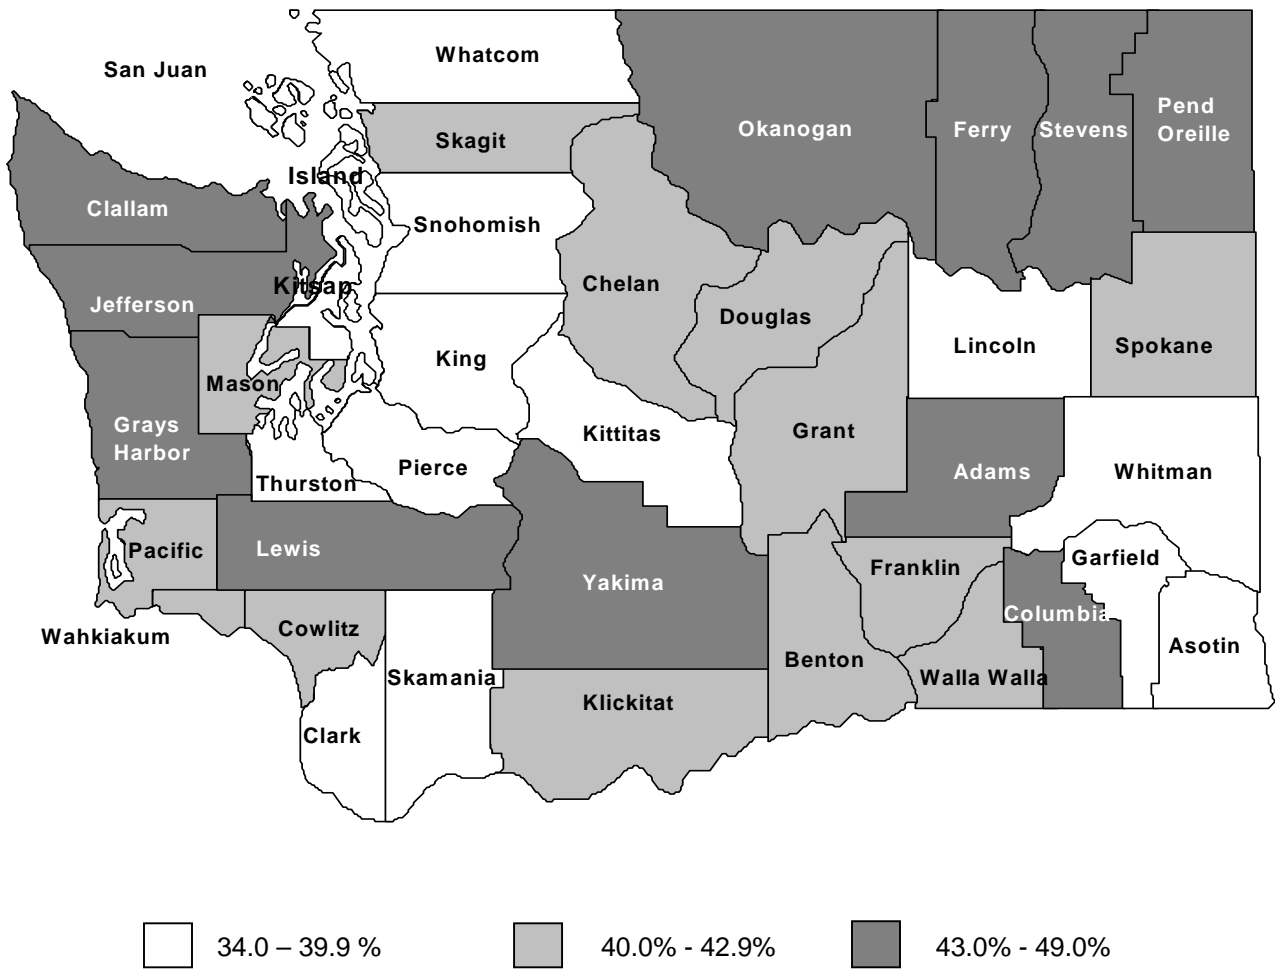 Whatcom
San Juan
Pend
Oreille
Okanogan
Ferry
Stevens
Skagit
Island
Clallam
Snohomish
Kitsap
Chelan
Jefferson
Douglas
Lincoln
Spokane
King
Mason
Grays
Harbor
Kittitas
Grant
Pierce
Adams
Whitman
Thurston
Pacific
Lewis
Garfield
Franklin
Yakima
Columbia
Wahkiakum
Cowlitz
Asotin
Benton
Skamania
Walla Walla
Klickitat
Clark
34.0 – 39.9 %
40.0% - 42.9%
43.0% - 49.0%